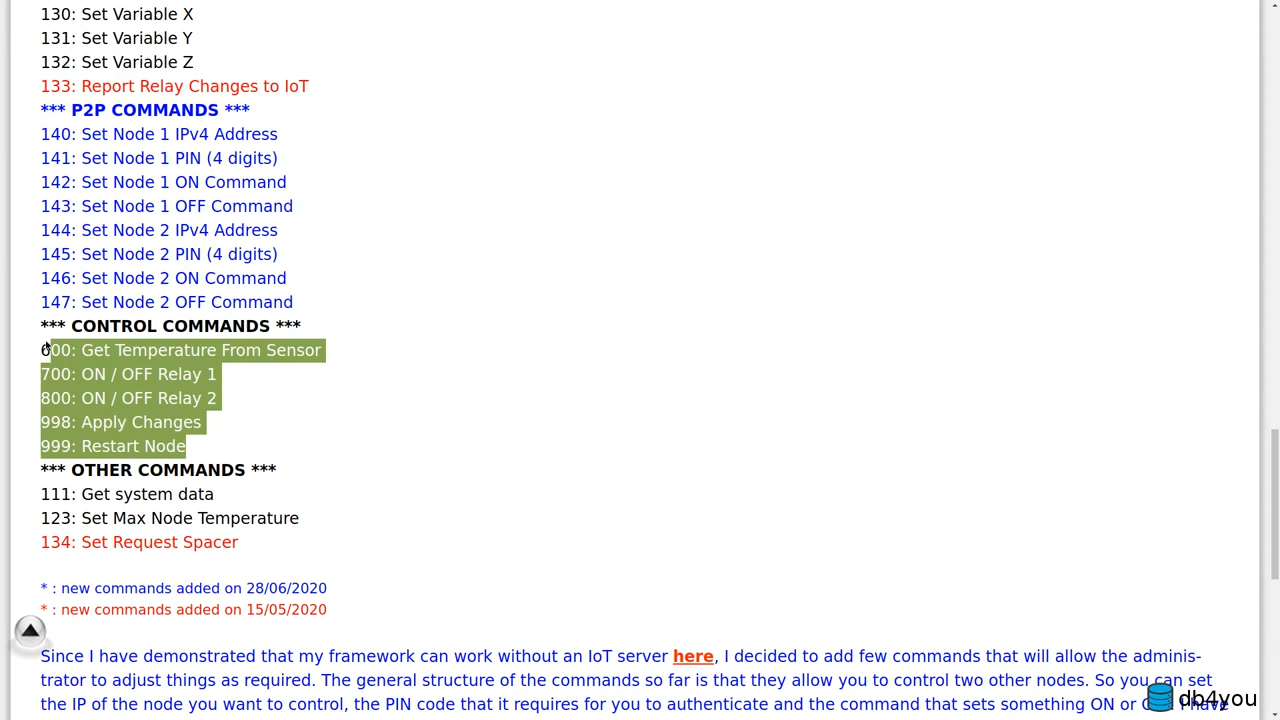 130: Set Variable X
131: Set Variable Y
132: Set Variable Z
133: Report Relay Changes to IoT
*** P2P COMMANDS ***
140: Set Node 1 IPv4 Address
141: Set Node 1 PIN (4 digits)
142: Set Node 1 ON Command
143: Set Node 1 OFF Command
144: Set Node 2 IPv4 Address
145: Set Node 2 PIN (4 digits)
146: Set Node 2 ON Command
147: Set Node 2 OFF Command
*** CONTROL COMMANDS ***
600: Get Temperature From Sensor
700: ON / OFF Relay 1
800: ON / OFF Relay 2
998: Apply Changes
999: Restart Node
*** OTHER COMMANDS ***
111: Get system data
123: Set Max Node Temperature
134: Set Request Spacer
* : new commands added on 28/06/2020
* : new commands added on 15/05/2020
Since I have demonstrated that my framework can work without an IoT server here, I decided to add few commands that will allow the adminis-
trator to adjust things as required. The general structure of the commands so far is that they allow you to control two other nodes. So you can set
the IP of the node you want to control, the PIN code that it requires for you to authenticate and the command that sets something ON or I have
db4you